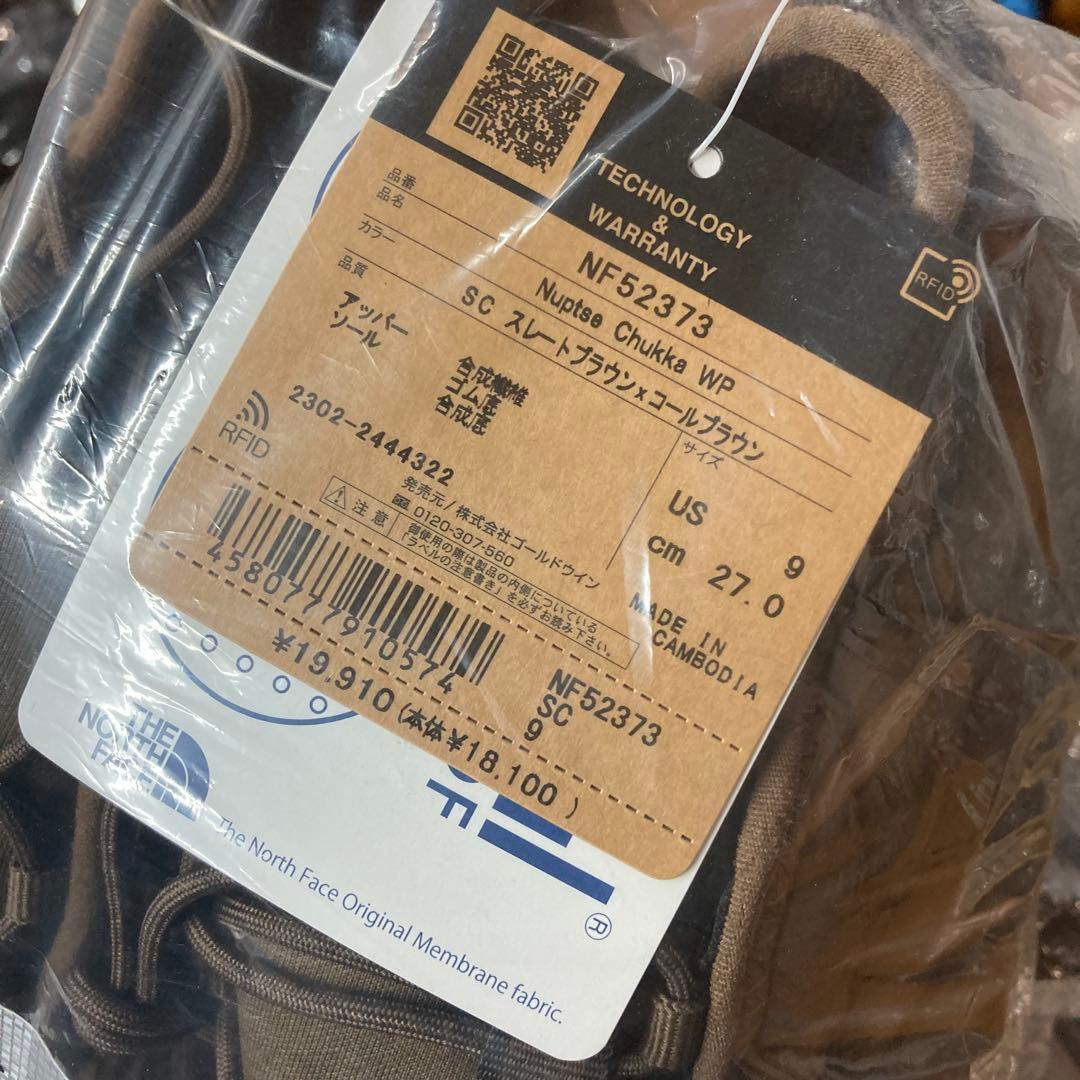 TECHNOLOGY
&
WARRANTY
RFID
品番
NF52373
品名
Nuptse Chukka WP
カラー
SC スレートブラウンxコールブラウン
品質
アッパー 合成繊維
ソール ゴム底
合成底
サイズ
US 9
cm 27.0
MADE IN
CAMBODIA
RFID
2302-2444322
発売元/株式会社ゴールドウイン
0120-307-560
注意
御使用の際は製品の内側についている
「ラベルの注意書き」を必ずお読み下さい。
4580777910574
NF52373
SC
9
¥19,910 (本体¥18,100)
THE
NORTH
FACE
®
The North Face Original Membrane fabric.